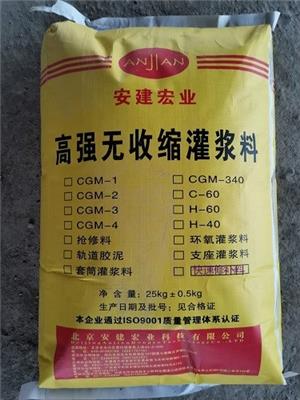 ANJIAN
安建宏业
高强无收缩灌浆料
CGM-1 CGM-340
CGM-2 C-60
CGM-3 H-60
CGM-4 H-40
抢修料 环氧灌浆料
轨道胶泥 支座灌浆料
套筒灌浆料
净含量：25kg±0.5kg
生产日期及批号：见合格证
本企业通过ISO9001质量管理体系认证
北京安建宏业科技有限公司